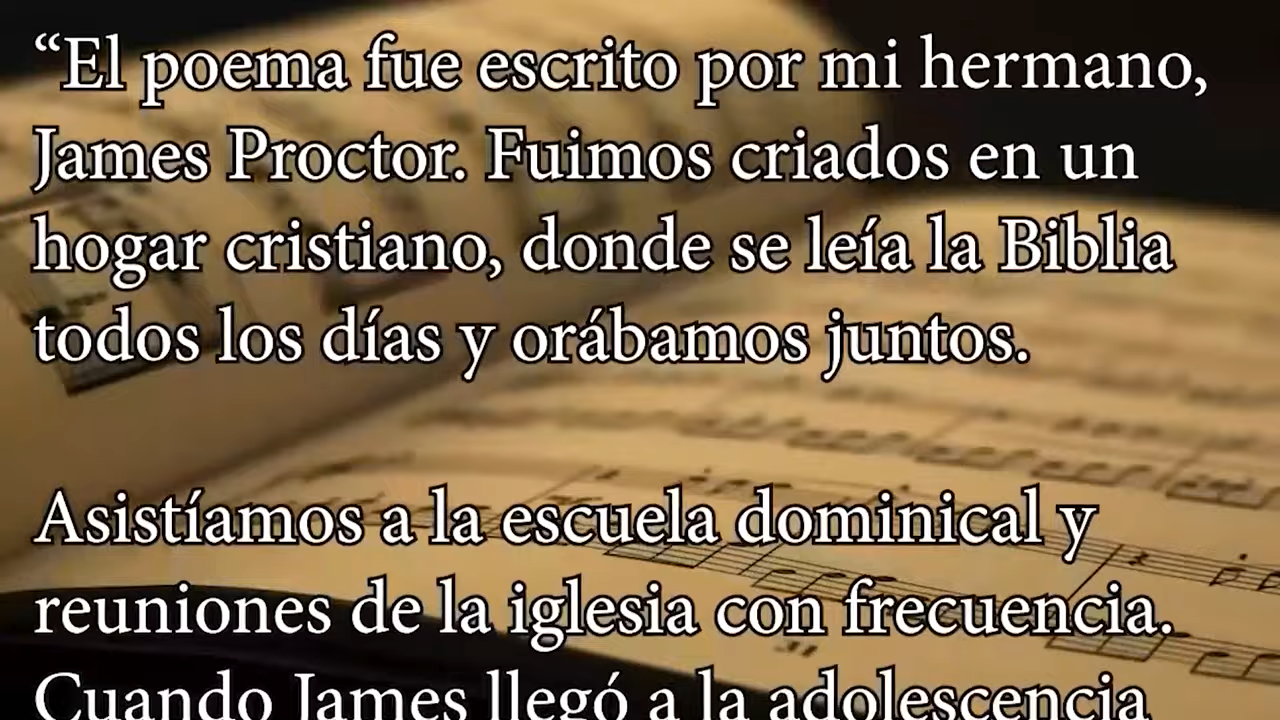 “El poema fue escrito por mi hermano,
James Proctor. Fuimos criados en un
hogar cristiano, donde se leía la Biblia
todos los días y orábamos juntos.
Asistíamos a la escuela dominical y
reuniones de la iglesia con frecuencia.
Cuando James llegó a la adolescencia